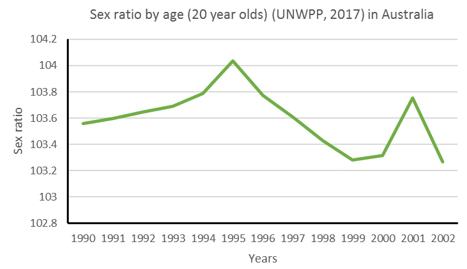 Sex ratio by age (20 year olds) (UNWPP, 2017) in Australia
104.2
104
103.8
103.6
103.4
103.2
103
102.8
Sex ratio
1990 1991 1992 1993 1994 1995 1996 1997 1998 1999 2000 2001 2002
Years